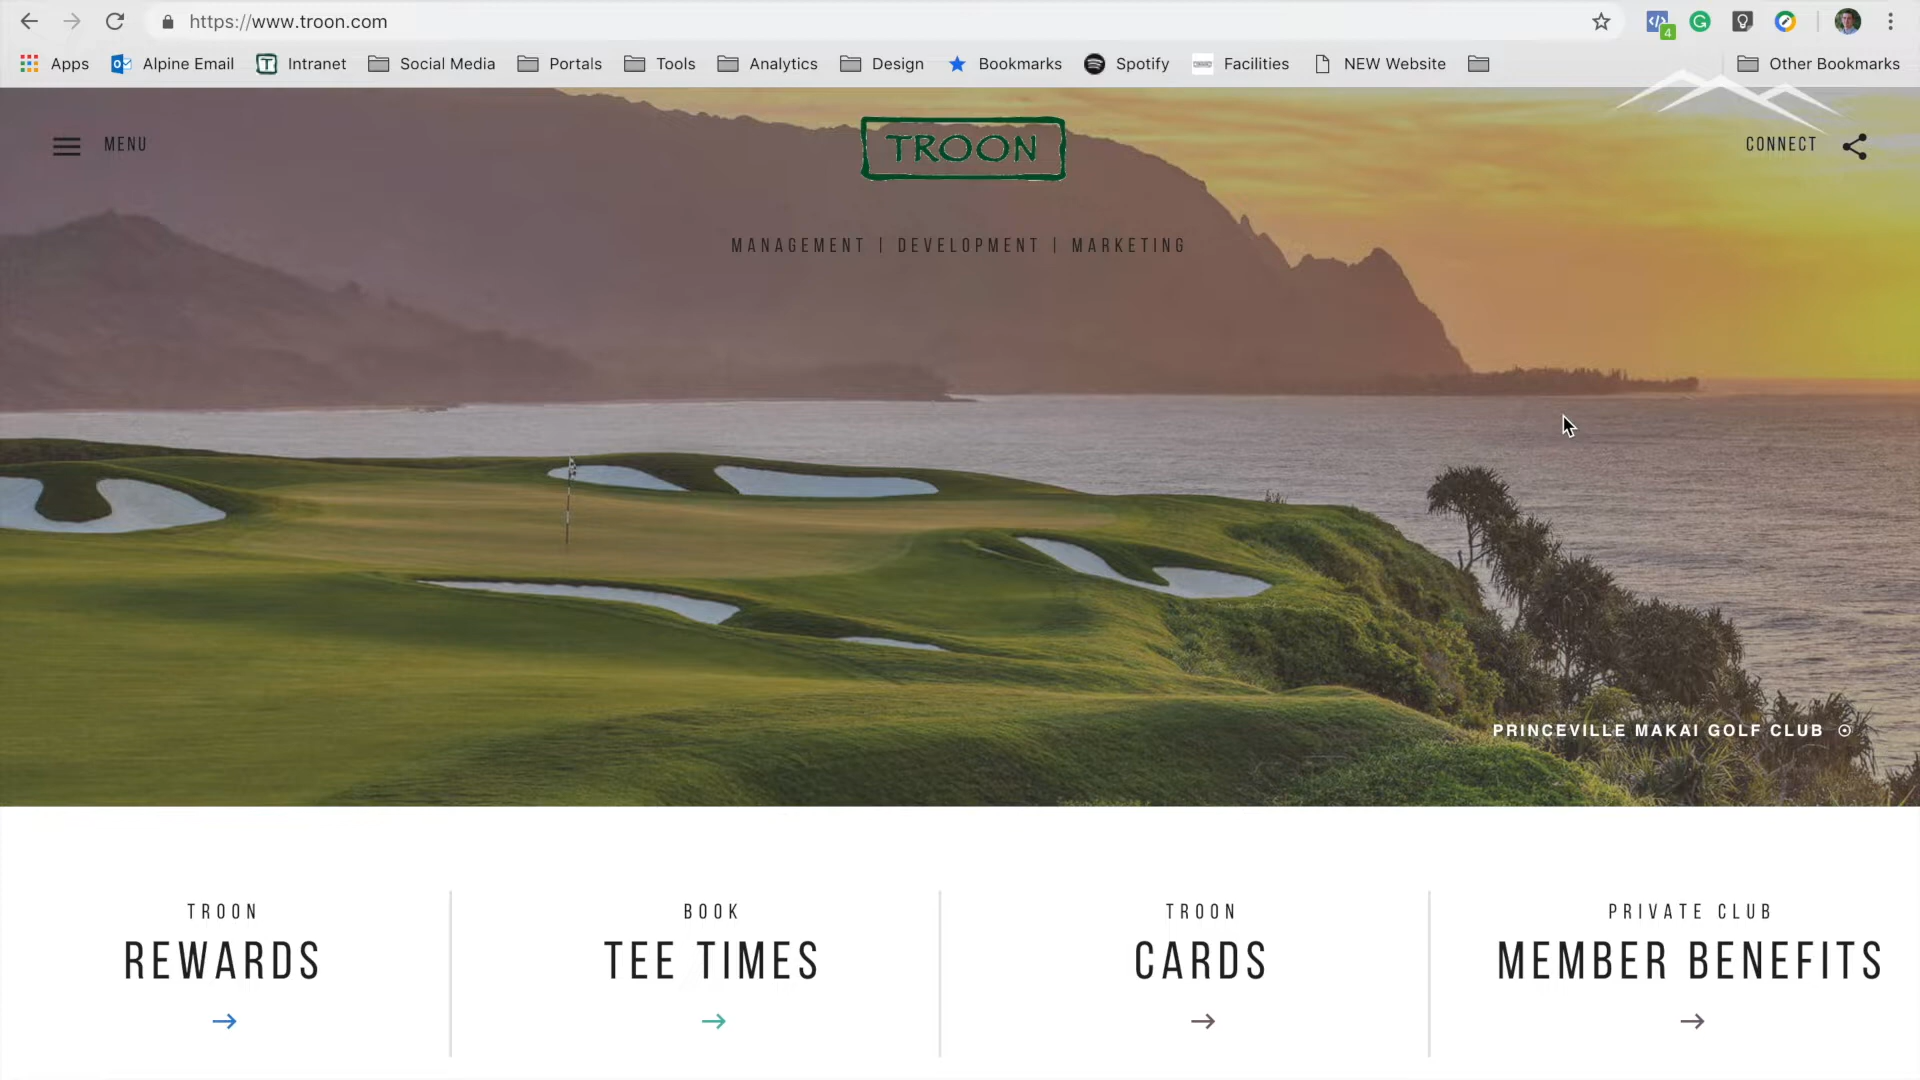 https://www.troon.com
4
Apps Alpine Email Intranet Social Media Portals Tools Analytics Design Bookmarks Spotify Facilities NEW Website Other Bookmarks
MENU
TROON
CONNECT
MANAGEMENT | DEVELOPMENT | MARKETING
PRINCEVILLE MAKAI GOLF CLUB
TROON
REWARDS
BOOK
TEE TIMES
TROON
CARDS
PRIVATE CLUB
MEMBER BENEFITS